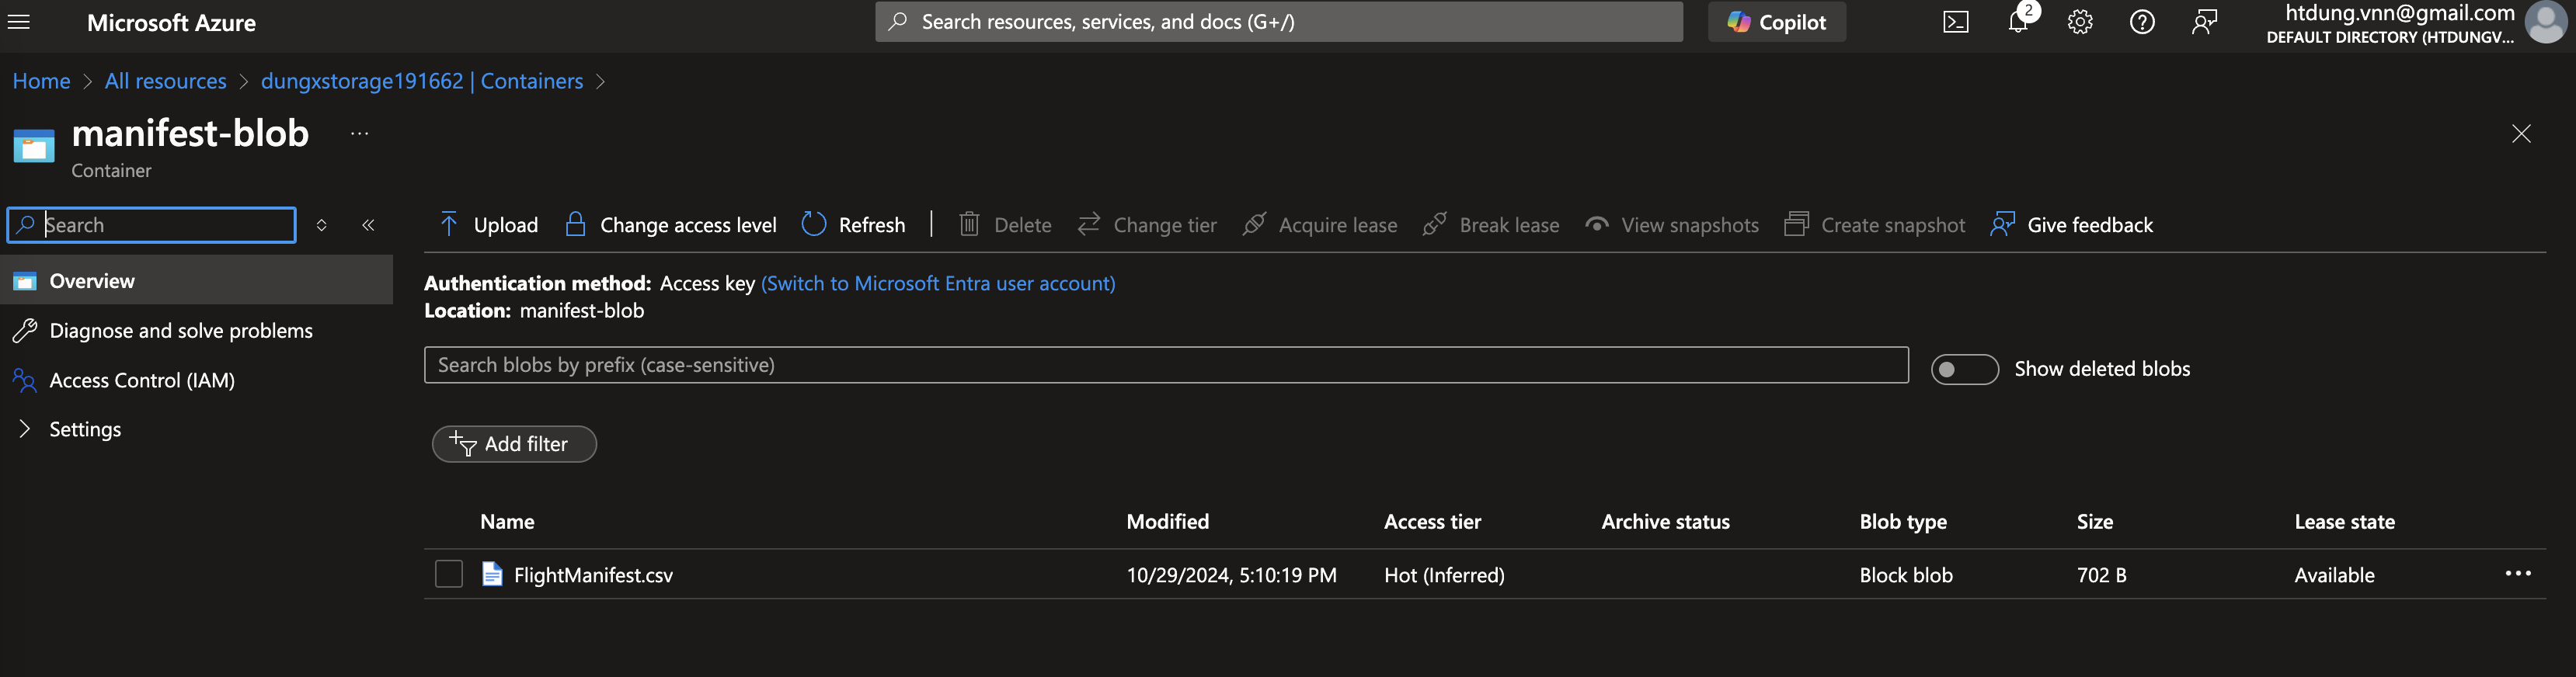 Microsoft Azure
Search resources, services, and docs (G+/)
Copilot
2
htdung.vnn@gmail.com
DEFAULT DIRECTORY (HTDUNGV...
Home > All resources > dungxstorage191662 | Containers >
manifest-blob ...
Container
Search
Upload Change access level Refresh | Delete Change tier Acquire lease Break lease View snapshots Create snapshot Give feedback
Overview
Diagnose and solve problems
Access Control (IAM)
Settings
Authentication method: Access key (Switch to Microsoft Entra user account)
Location: manifest-blob
Search blobs by prefix (case-sensitive)
Show deleted blobs
Add filter
Name Modified Access tier Archive status Blob type Size Lease state
FlightManifest.csv 10/29/2024, 5:10:19 PM Hot (Inferred) Block blob 702 B Available ...